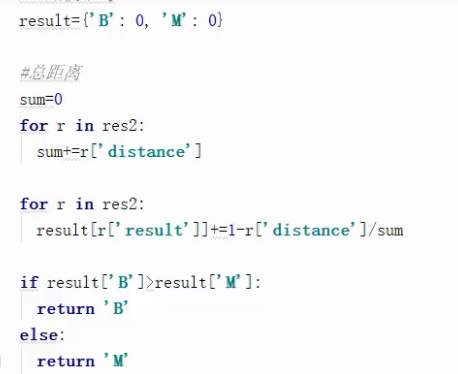 result={'B': 0, 'M': 0}
#总距离
sum=0
for r in res2:
sum+=r['distance']
for r in res2:
result[r['result']]+=1-r['distance']/sum
if result['B']>result['M']:
return 'B'
else:
return 'M'